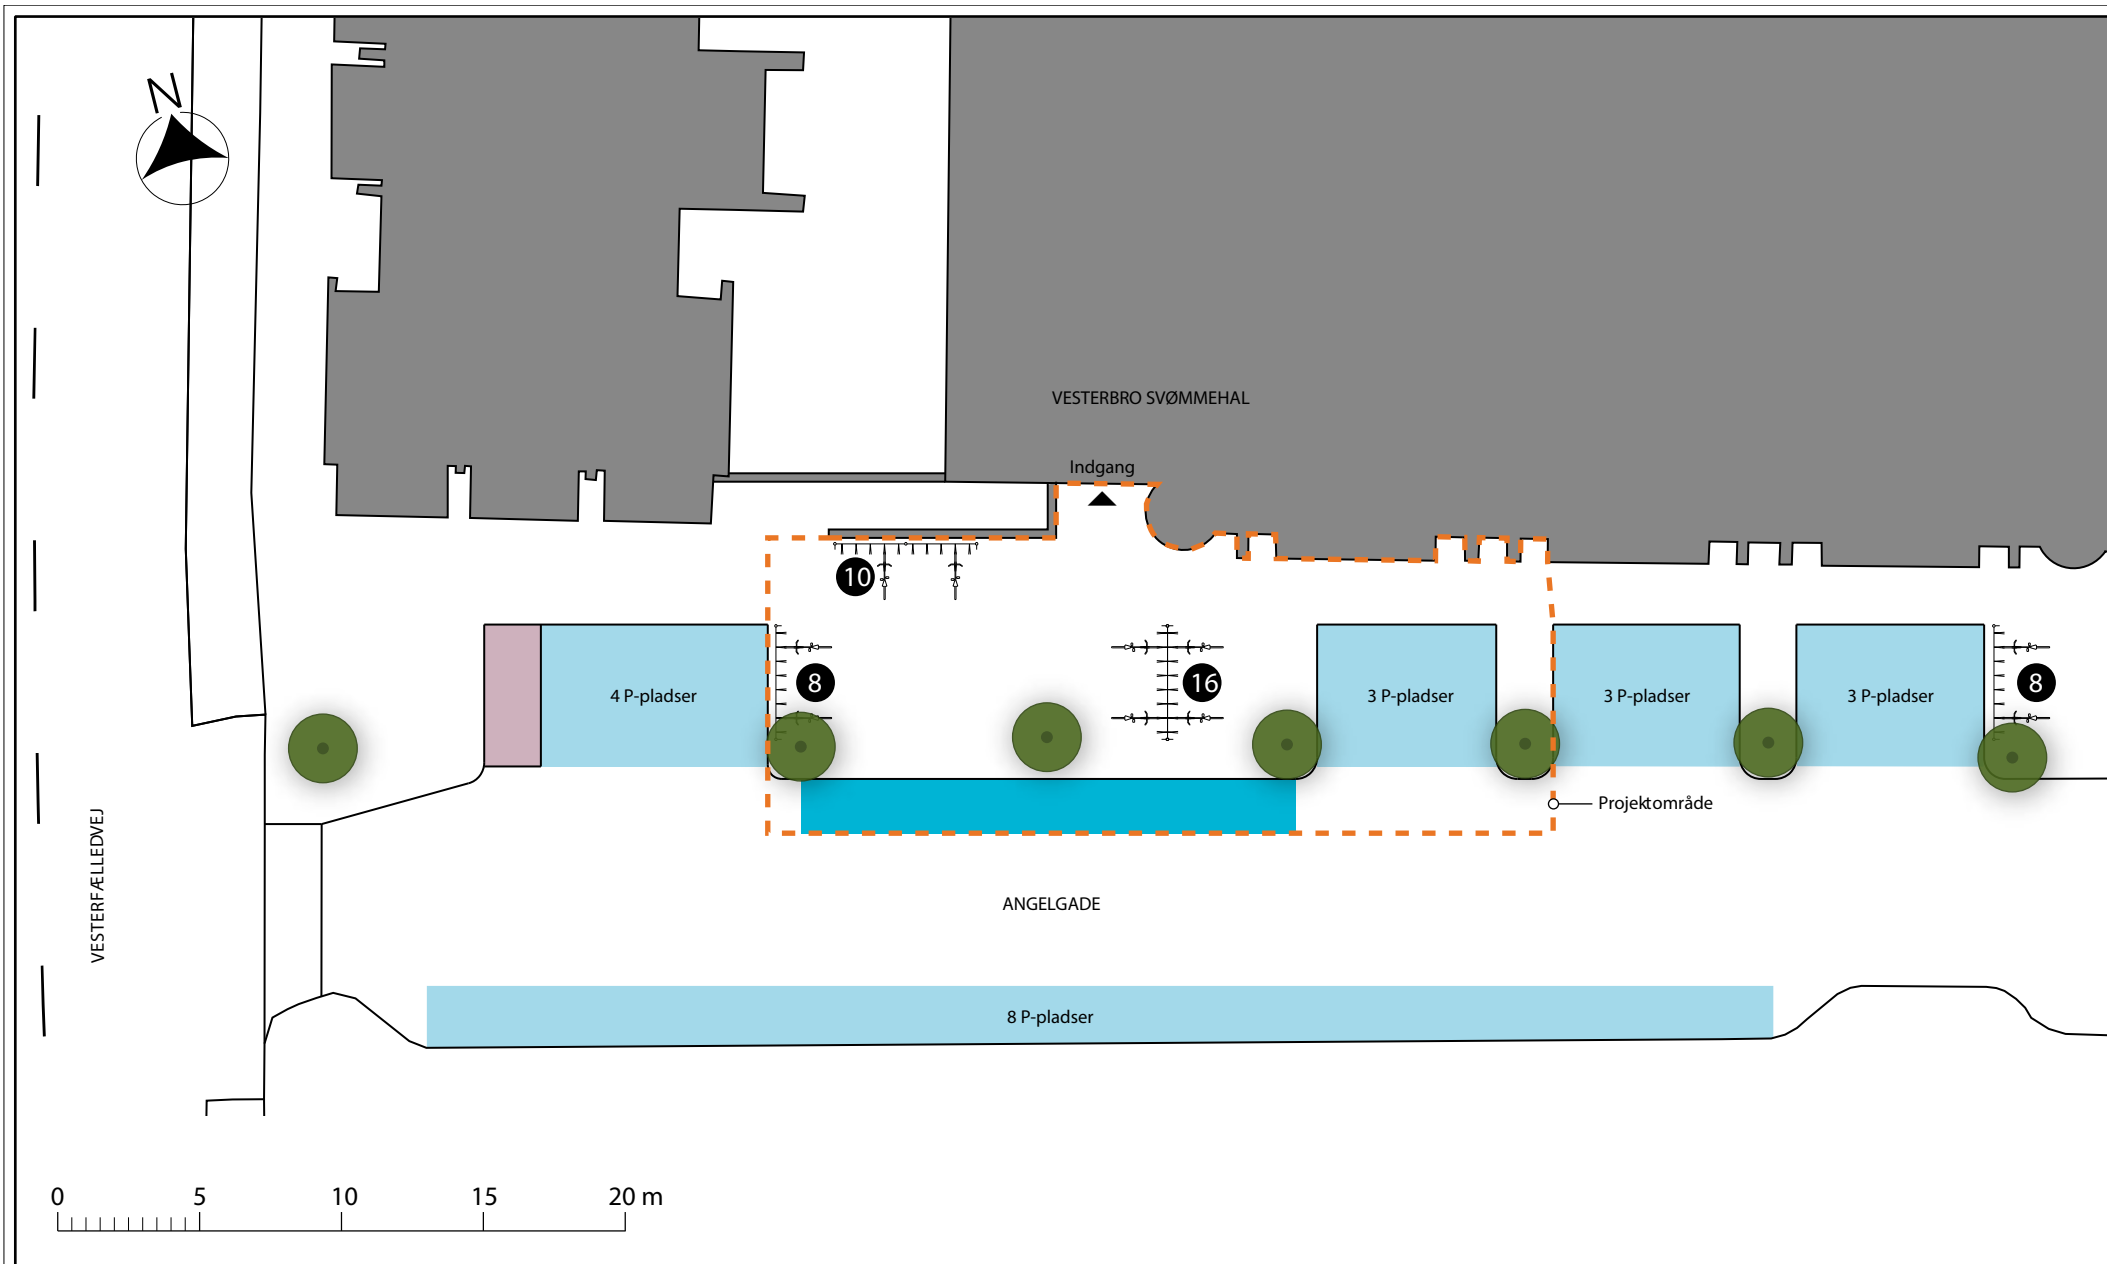 N
VESTERBRO SVØMMEHAL
Indgang
10
4 P-pladser
8
16
3 P-pladser
3 P-pladser
3 P-pladser
8
Projektområde
VESTERFÆLLEDVEJ
ANGELGADE
8 P-pladser
0 5 10 15 20 m